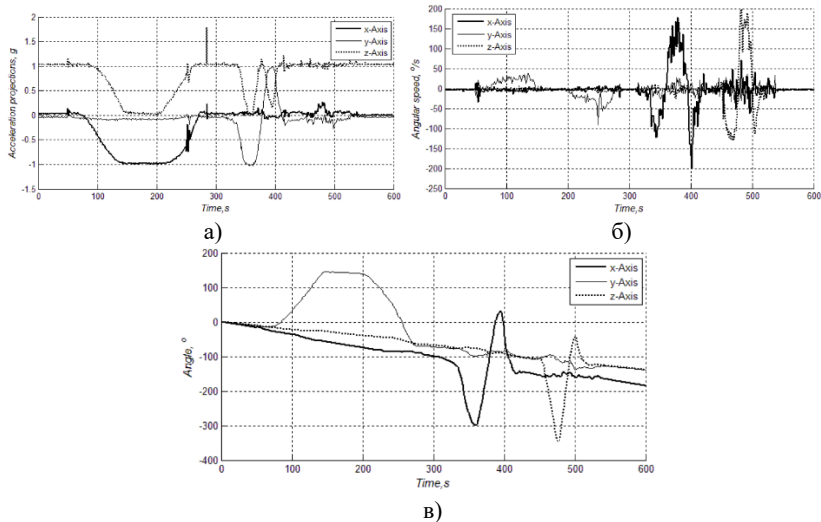 Acceleration projections, g
2
1.5
1
0.5
0
-0.5
-1
-1.5
0 100 200 300 400 500 600
Time,s
x-Axis
y-Axis
z-Axis
а)
Angular speed, º/s
200
150
100
50
0
-50
-100
-150
-200
-250
0 100 200 300 400 500 600
Time,s
x-Axis
y-Axis
z-Axis
б)
Angle, º
200
100
0
-100
-200
-300
-400
0 100 200 300 400 500 600
Time,s
x-Axis
y-Axis
z-Axis
в)